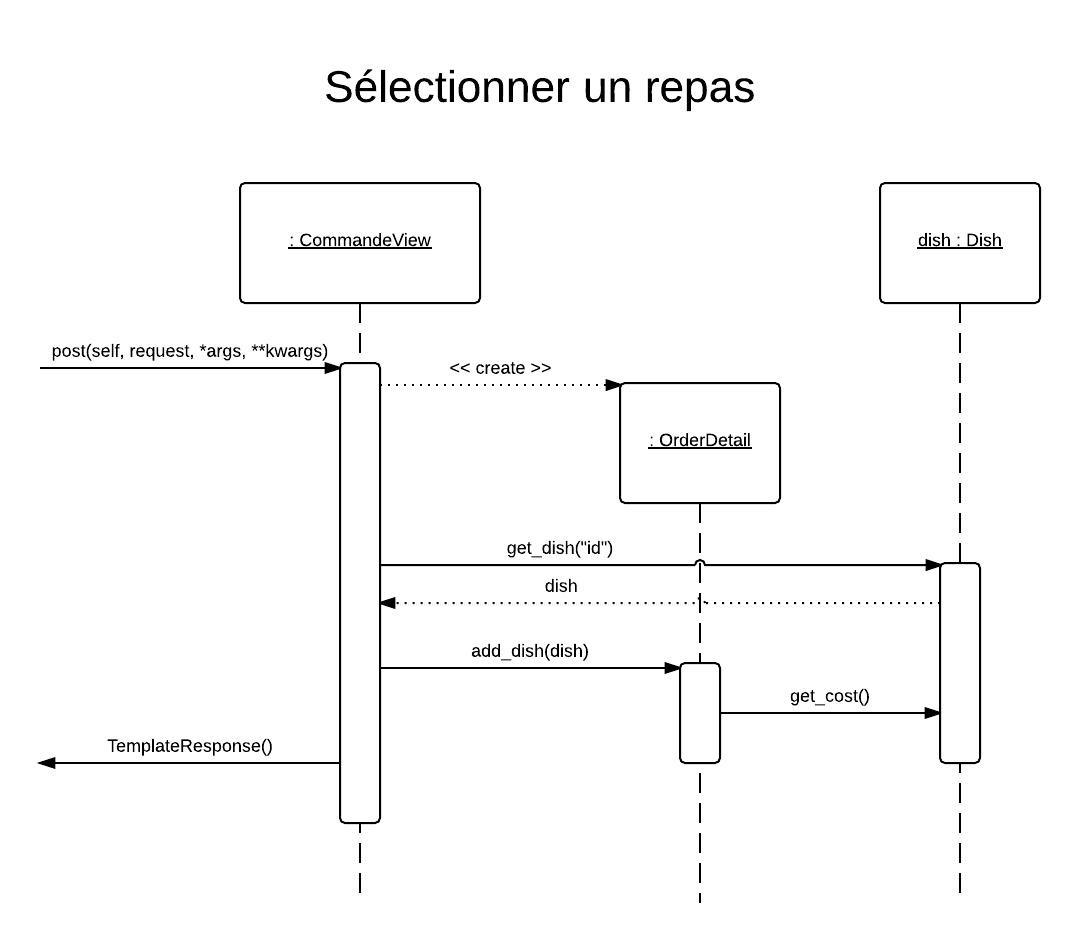 Sélectionner un repas
: CommandeView
dish : Dish
post(self, request, *args, **kwargs)
<< create >>
: OrderDetail
get_dish("id")
dish
add_dish(dish)
get_cost()
TemplateResponse()